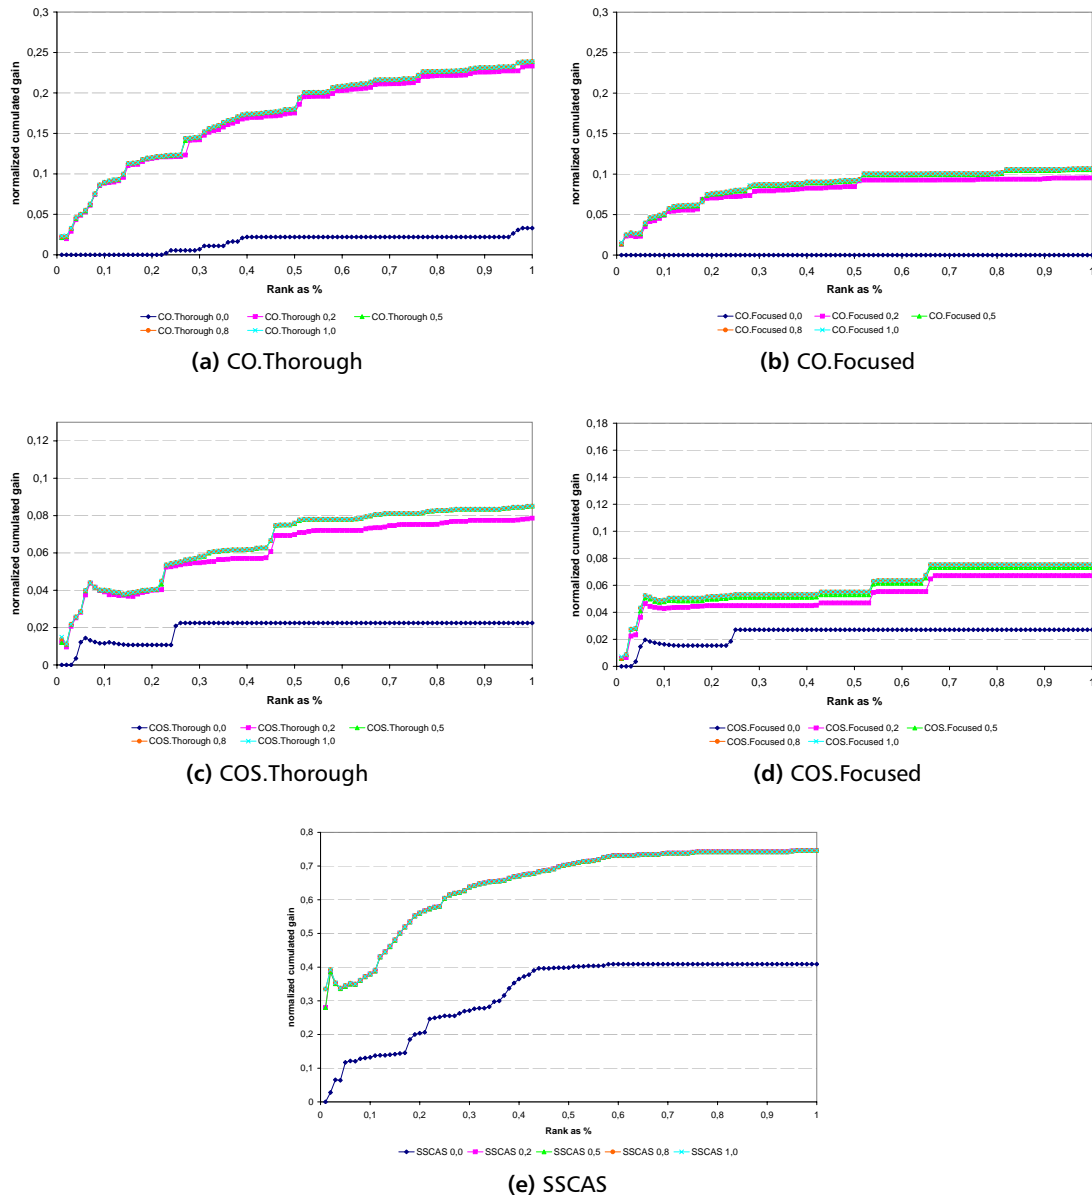 0,3
0,25
0,2
0,15
0,1
0,05
0
normalized cumulated gain
0 0,1 0,2 0,3 0,4 0,5 0,6 0,7 0,8 0,9 1
Rank as %
CO.Thorough 0,0 CO.Thorough 0,2 CO.Thorough 0,5
CO.Thorough 0,8 CO.Thorough 1,0
(a) CO.Thorough
0,3
0,25
0,2
0,15
0,1
0,05
0
normalized cumulated gain
0 0,1 0,2 0,3 0,4 0,5 0,6 0,7 0,8 0,9 1
Rank as %
CO.Focused 0,0 CO.Focused 0,2 CO.Focused 0,5
CO.Focused 0,8 CO.Focused 1,0
(b) CO.Focused
0,12
0,1
0,08
0,06
0,04
0,02
0
normalized cumulated gain
0 0,1 0,2 0,3 0,4 0,5 0,6 0,7 0,8 0,9 1
Rank as %
COS.Thorough 0,0 COS.Thorough 0,2 COS.Thorough 0,5
COS.Thorough 0,8 COS.Thorough 1,0
(c) COS.Thorough
0,18
0,16
0,14
0,12
0,1
0,08
0,06
0,04
0,02
0
normalized cumulated gain
0 0,1 0,2 0,3 0,4 0,5 0,6 0,7 0,8 0,9 1
Rank as %
COS.Focused 0,0 COS.Focused 0,2 COS.Focused 0,5
COS.Focused 0,8 COS.Focused 1,0
(d) COS.Focused
0,8
0,7
0,6
0,5
0,4
0,3
0,2
0,1
0
normalized cumulated gain
0 0,1 0,2 0,3 0,4 0,5 0,6 0,7 0,8 0,9 1
Rank as %
SSCAS 0,0 SSCAS 0,2 SSCAS 0,5 SSCAS 0,8 SSCAS 1,0
(e) SSCAS